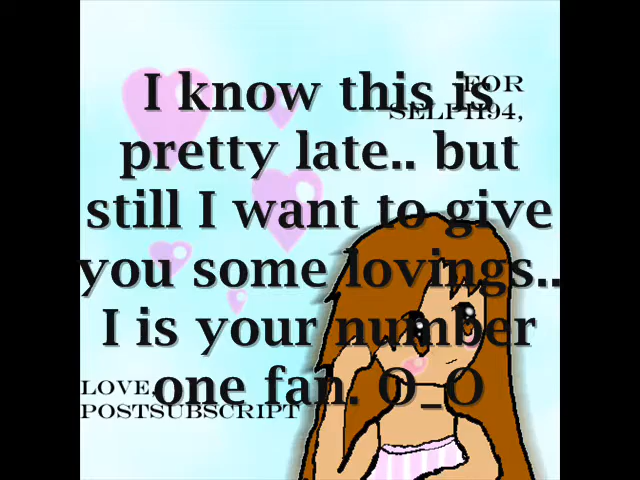 I know this is
pretty late.. but
still I want to give
you some lovings..
I is your number
one fan. O_O
FOR
SELPH94,
LOVE,
POSTSUBSCRIPT